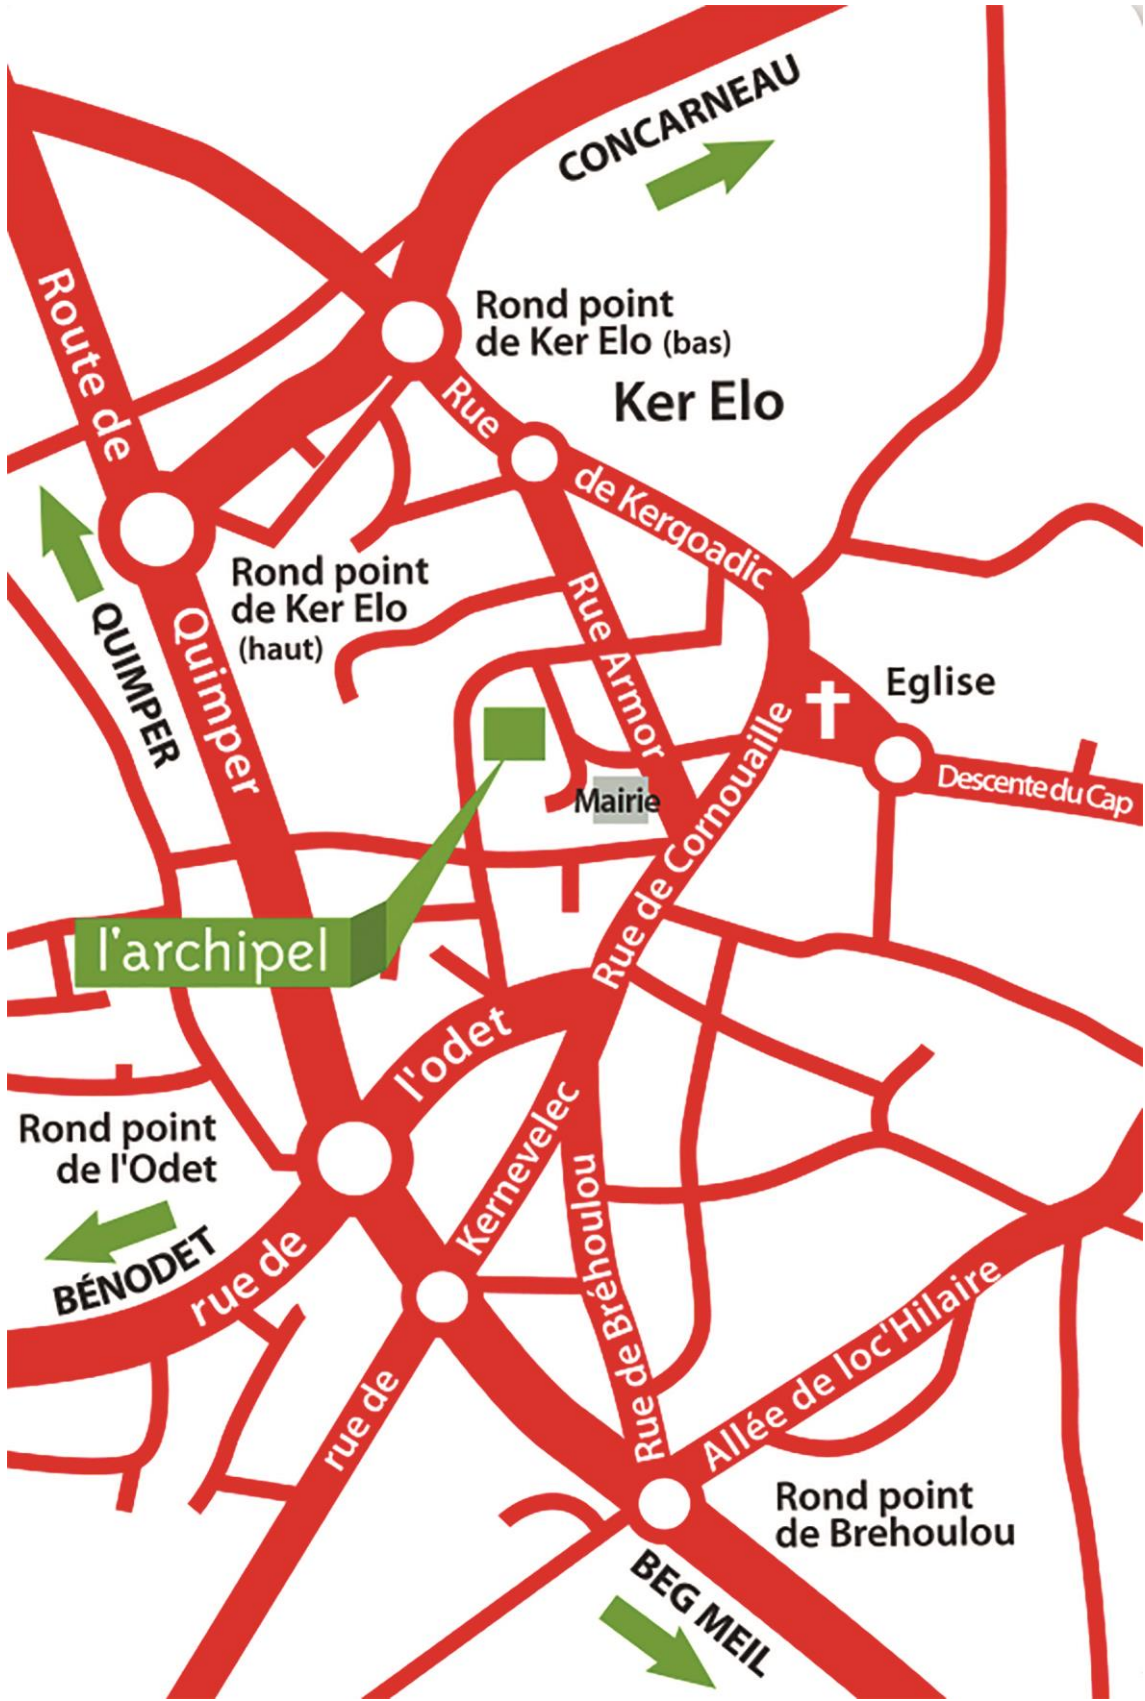 CONCARNEAU
Route de
Rond point
de Ker Elo (bas)
Ker Elo
Rue
de Kergoadic
Rond point
de Ker Elo
(haut)
QUIMPER
Quimper
Rue Armor
Eglise
Descente du Cap
Mairie
Rue de Cornouaille
l'archipel
l'odet
Rond point
de l'Odet
BÉNODET
rue de
Kernevelec
rue de
Rue de Bréhoulou
Allée de loc'Hilaire
Rond point
de Brehoulou
BEG MEIL